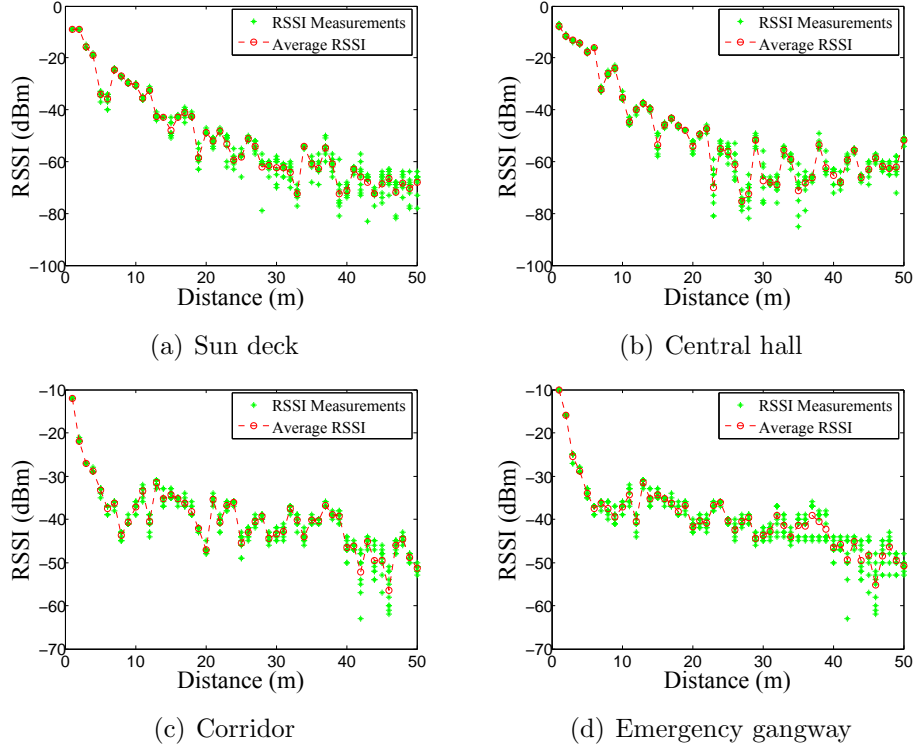 0
−20
−40
−60
−80
−100
RSSI (dBm)
0 10 20 30 40 50
Distance (m)
RSSI Measurements
Average RSSI
(a) Sun deck
0
−20
−40
−60
−80
−100
RSSI (dBm)
0 10 20 30 40 50
Distance (m)
RSSI Measurements
Average RSSI
(b) Central hall
−10
−20
−30
−40
−50
−60
−70
RSSI (dBm)
0 10 20 30 40 50
Distance (m)
RSSI Measurements
Average RSSI
(c) Corridor
−10
−20
−30
−40
−50
−60
−70
RSSI (dBm)
0 10 20 30 40 50
Distance (m)
RSSI Measurements
Average RSSI
(d) Emergency gangway